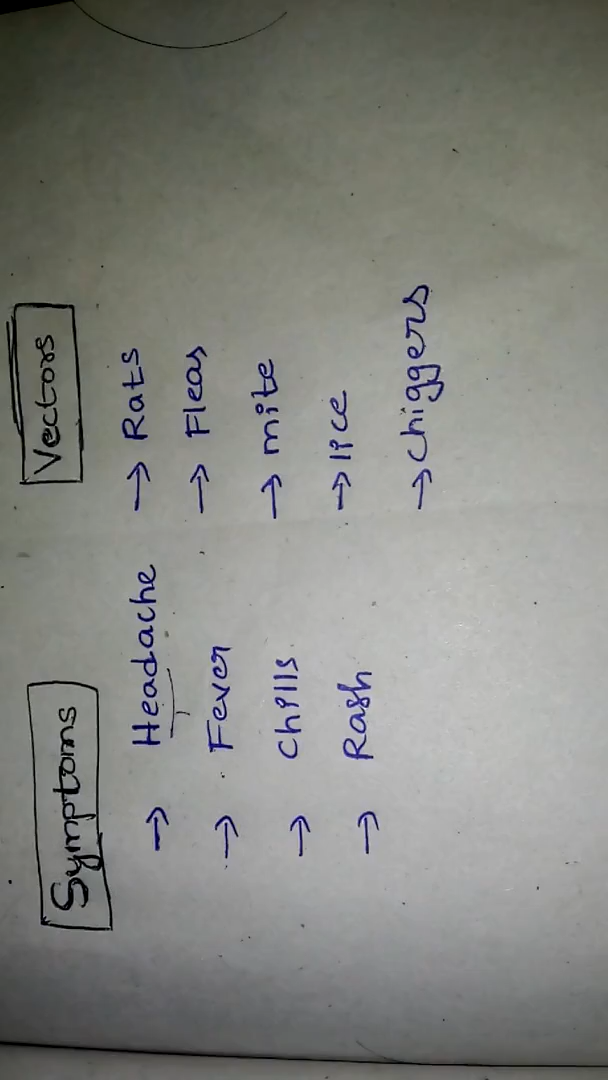 Symptoms
→ Headache
→ Fever
→ chills
→ Rash
Vectors
→ Rats
→ Fleas
→ mite
→ lice
→ chiggers